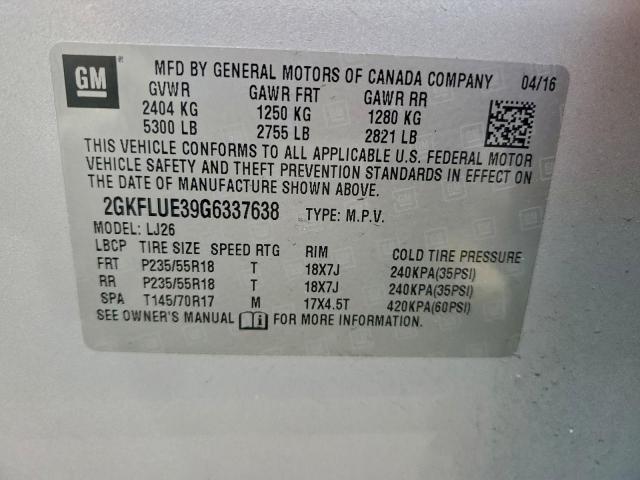 GM
MFD BY GENERAL MOTORS OF CANADA COMPANY 04/16
GVWR GAWR FRT GAWR RR
2404 KG 1250 KG 1280 KG
5300 LB 2755 LB 2821 LB
THIS VEHICLE CONFORMS TO ALL APPLICABLE U.S. FEDERAL MOTOR
VEHICLE SAFETY AND THEFT PREVENTION STANDARDS IN EFFECT ON
THE DATE OF MANUFACTURE SHOWN ABOVE.
2GKFLUE39G6337638 TYPE: M.P.V.
MODEL: LJ26
LBCP TIRE SIZE SPEED RTG RIM COLD TIRE PRESSURE
FRT P235/55R18 T 18X7J 240KPA(35PSI)
RR P235/55R18 T 18X7J 240KPA(35PSI)
SPA T145/70R17 M 17X4.5T 420KPA(60PSI)
SEE OWNER'S MANUAL FOR MORE INFORMATION.